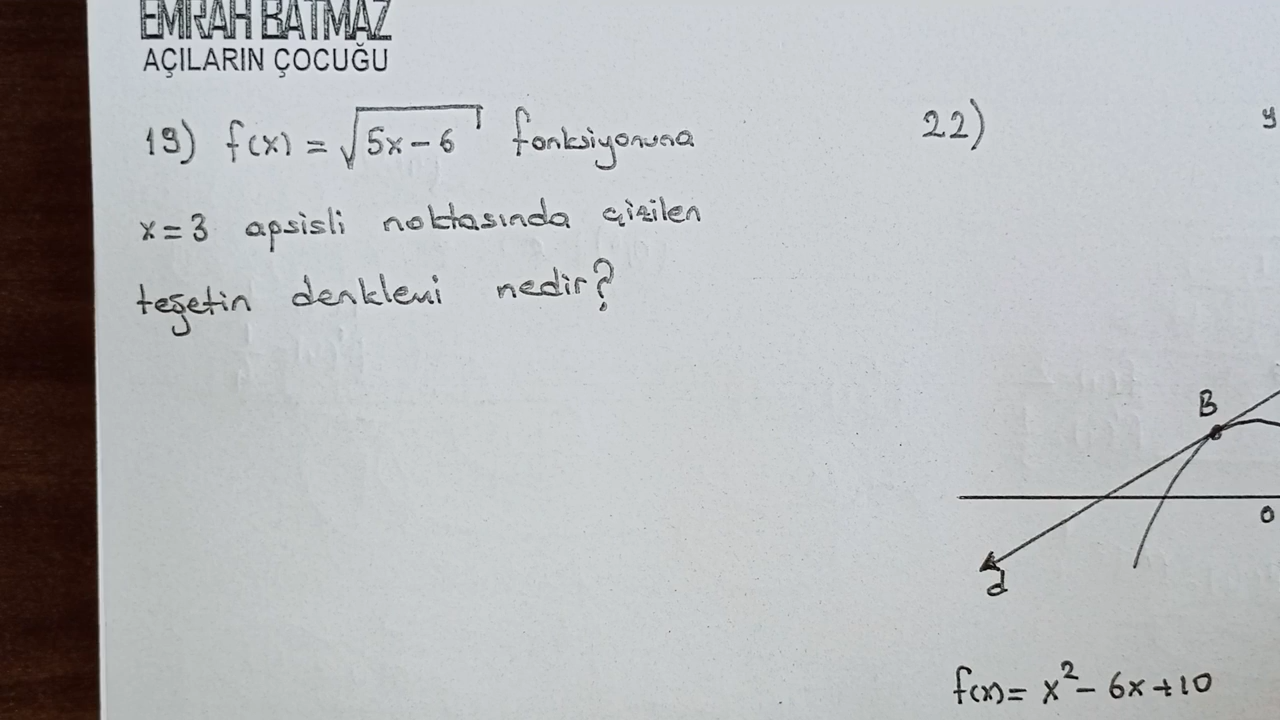 EMRAH BATMAZ
AÇILARIN ÇOCUĞU
19) f(x) = √5x-6 fonksiyonuna
x=3 apsisli noktasında çizilen
teğetin denklemi nedir?
22)
y
B
O
d
f(x) = x² - 6x + 10